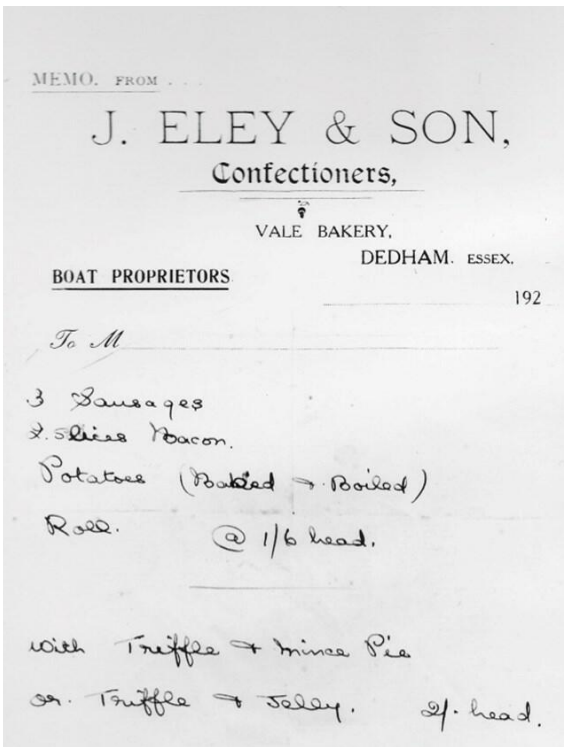 MEMO. FROM . . .
J. ELEY & SON,
Confectioners,
VALE BAKERY,
DEDHAM. ESSEX.
BOAT PROPRIETORS
192
To M
3 Sausages
2. slices Bacon.
Potatoes (Baked & Boiled)
Roll. @ 1/6 head.
with Triffle & Mince Pie
or. Triffle & Jelly. 2/. head.